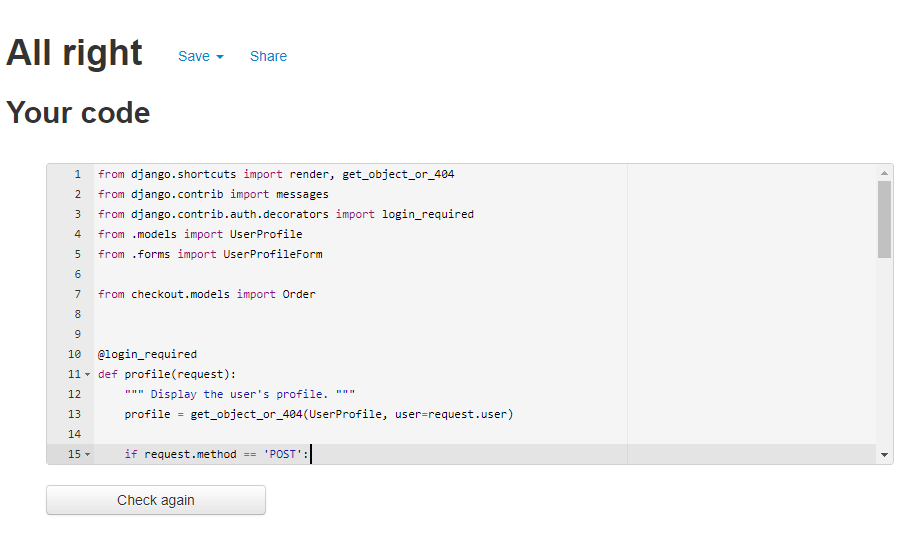 All right Save Share
Your code
1 from django.shortcuts import render, get_object_or_404
2 from django.contrib import messages
3 from django.contrib.auth.decorators import login_required
4 from .models import UserProfile
5 from .forms import UserProfileForm
6
7 from checkout.models import Order
8
9
10 @login_required
11 def profile(request):
12     """ Display the user's profile. """
13     profile = get_object_or_404(UserProfile, user=request.user)
14
15     if request.method == 'POST':
Check again